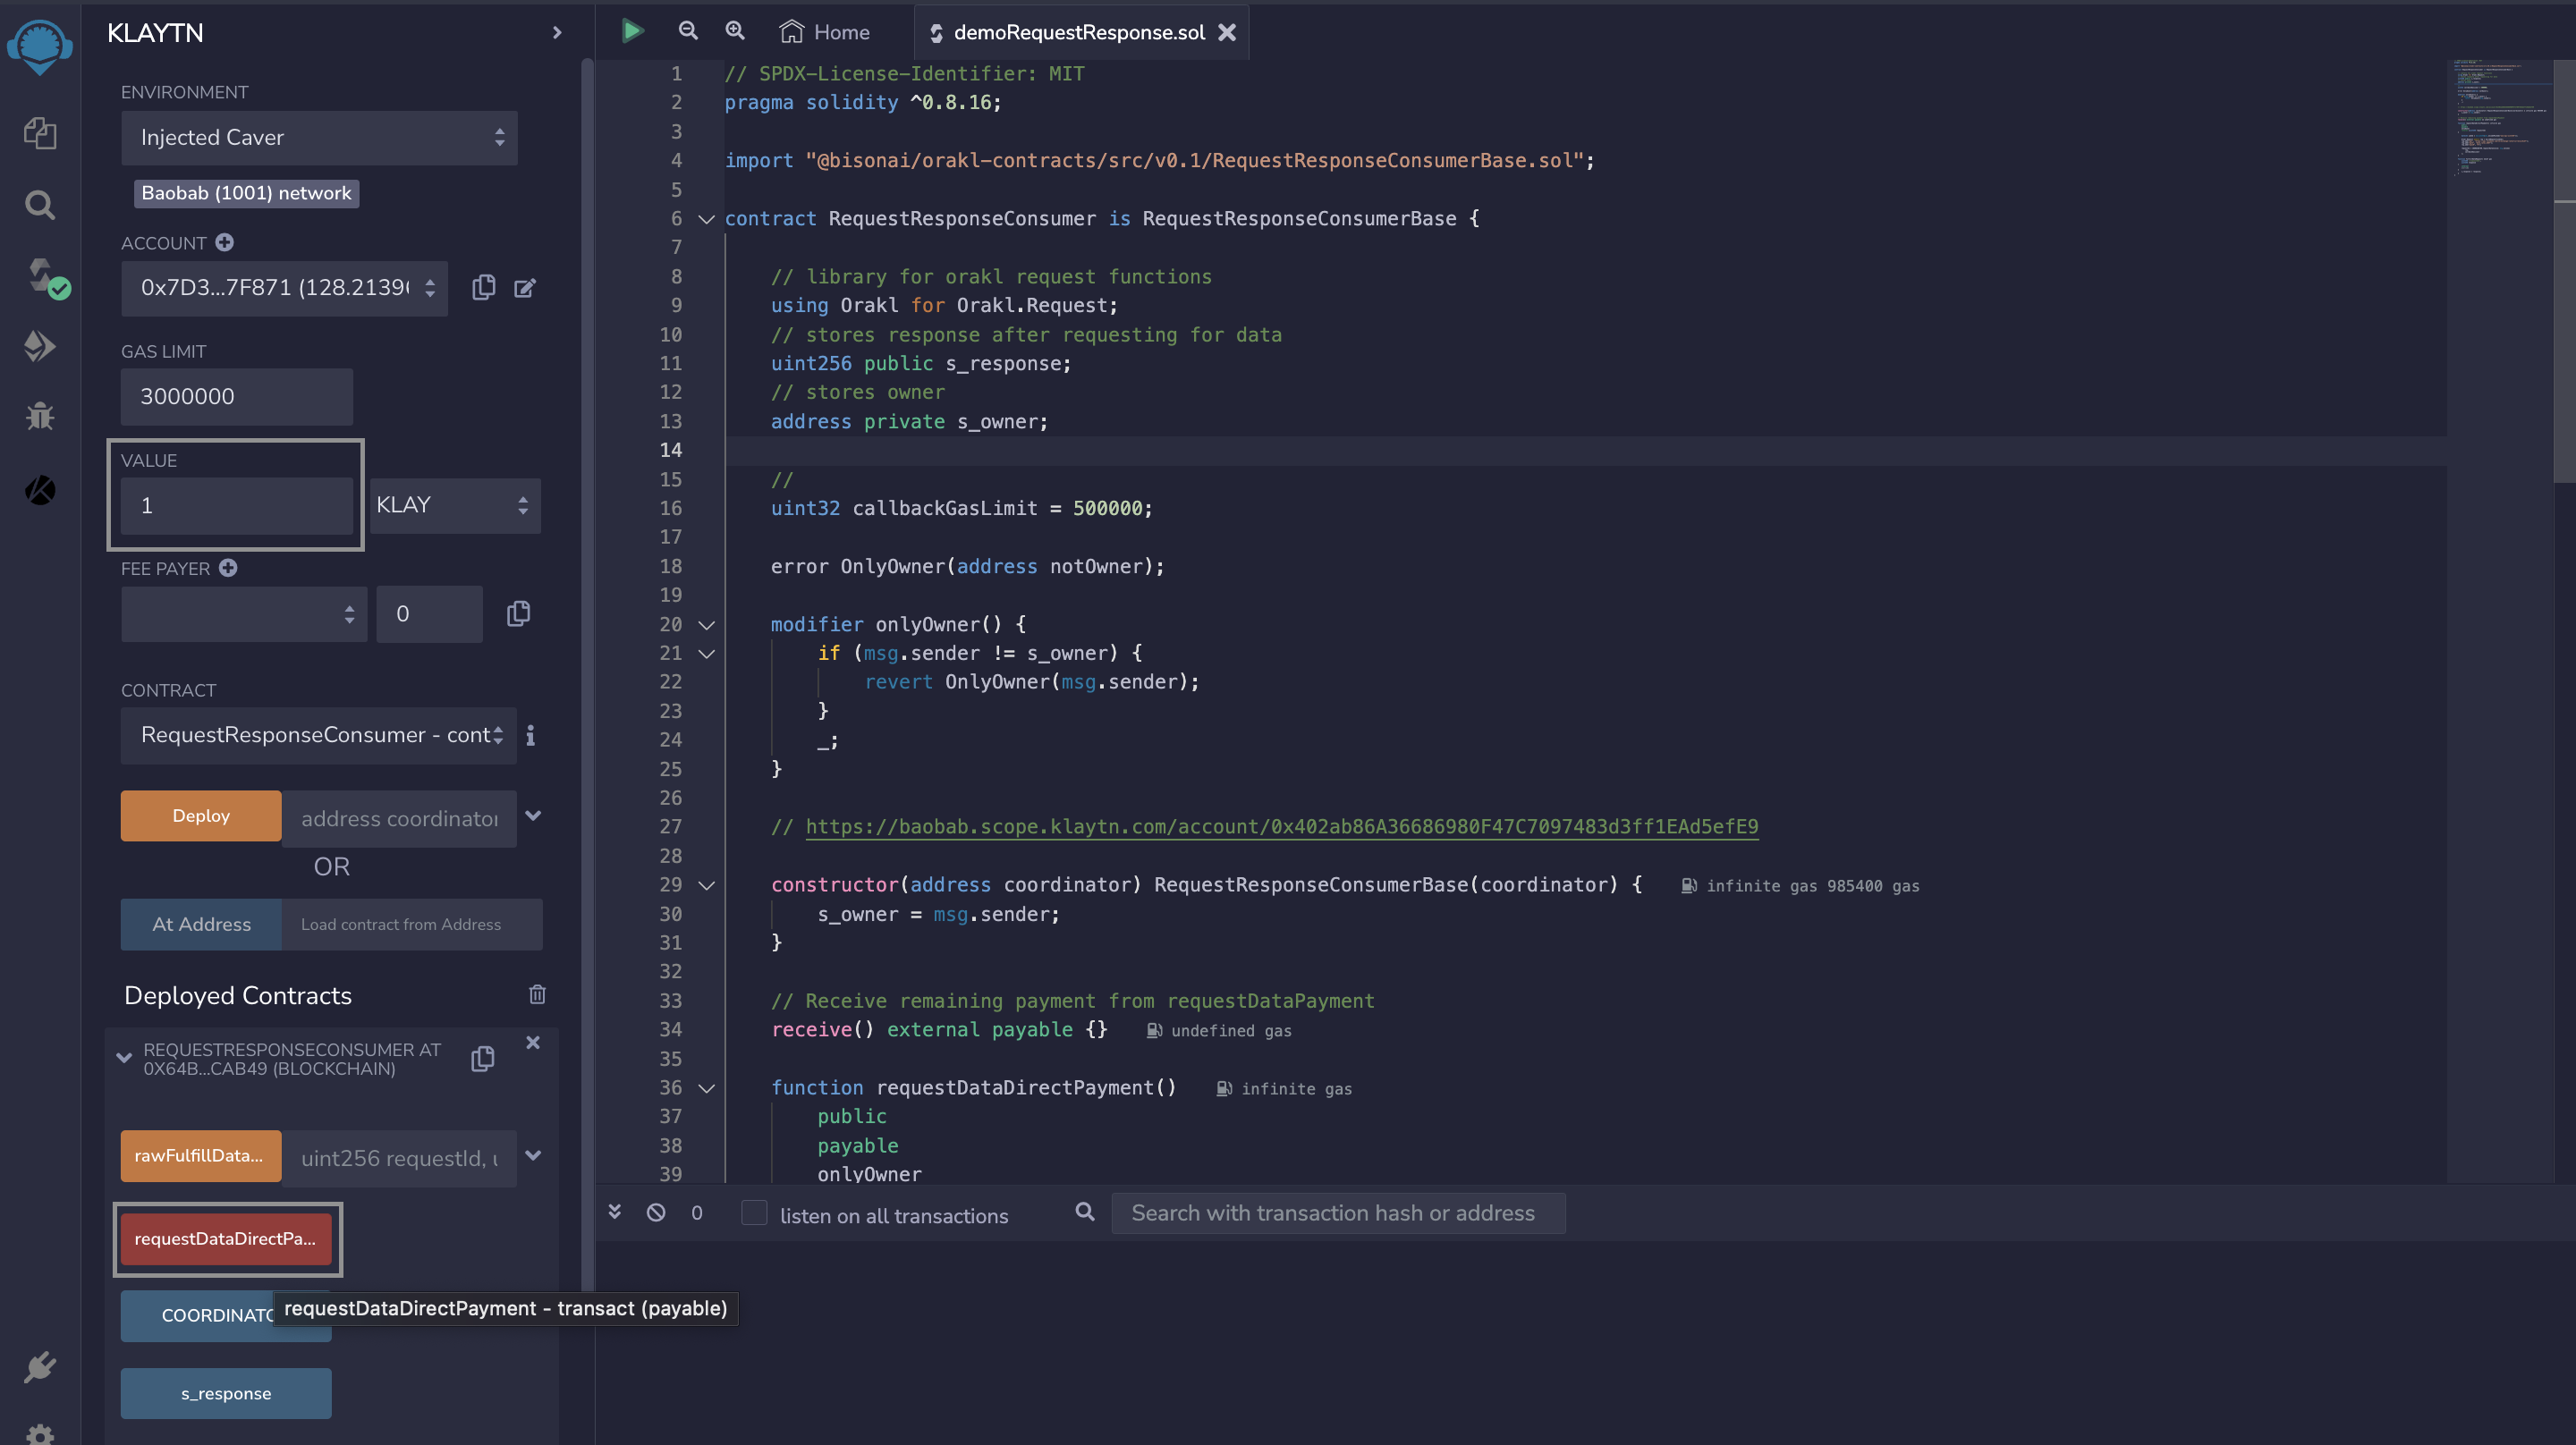 KLAYTN
ENVIRONMENT
Injected Caver
Baobab (1001) network
ACCOUNT
0x7D3...7F871 (128.2139
GAS LIMIT
3000000
VALUE
1
KLAY
FEE PAYER
0
CONTRACT
RequestResponseConsumer - cont
Deploy
address coordinator
OR
At Address
Load contract from Address
Deployed Contracts
REQUESTRESPONSECONSUMER AT
0X64B...CAB49 (BLOCKCHAIN)
rawFulfillData...
uint256 requestId, u
requestDataDirectPa...
COORDINATO
requestDataDirectPayment - transact (payable)
s_response
Home
demoRequestResponse.sol
1 // SPDX-License-Identifier: MIT
2 pragma solidity ^0.8.16;
3
4 import "@bisonai/orakl-contracts/src/v0.1/RequestResponseConsumerBase.sol";
5
6 contract RequestResponseConsumer is RequestResponseConsumerBase {
7
8 // library for orakl request functions
9 using Orakl for Orakl.Request;
10 // stores response after requesting for data
11 uint256 public s_response;
12 // stores owner
13 address private s_owner;
14
15 //
16 uint32 callbackGasLimit = 500000;
17
18 error OnlyOwner(address notOwner);
19
20 modifier onlyOwner() {
21 if (msg.sender != s_owner) {
22 revert OnlyOwner(msg.sender);
23 }
24 _;
25 }
26
27 // https://baobab.scope.klaytn.com/account/0x402ab86A36686980F47C7097483d3ff1EAd5efE9
28
29 constructor(address coordinator) RequestResponseConsumerBase(coordinator) { infinite gas 985400 gas
30 s_owner = msg.sender;
31 }
32
33 // Receive remaining payment from requestDataPayment
34 receive() external payable {} undefined gas
35
36 function requestDataDirectPayment() infinite gas
37 public
38 payable
39 onlyOwner
0
listen on all transactions
Search with transaction hash or address